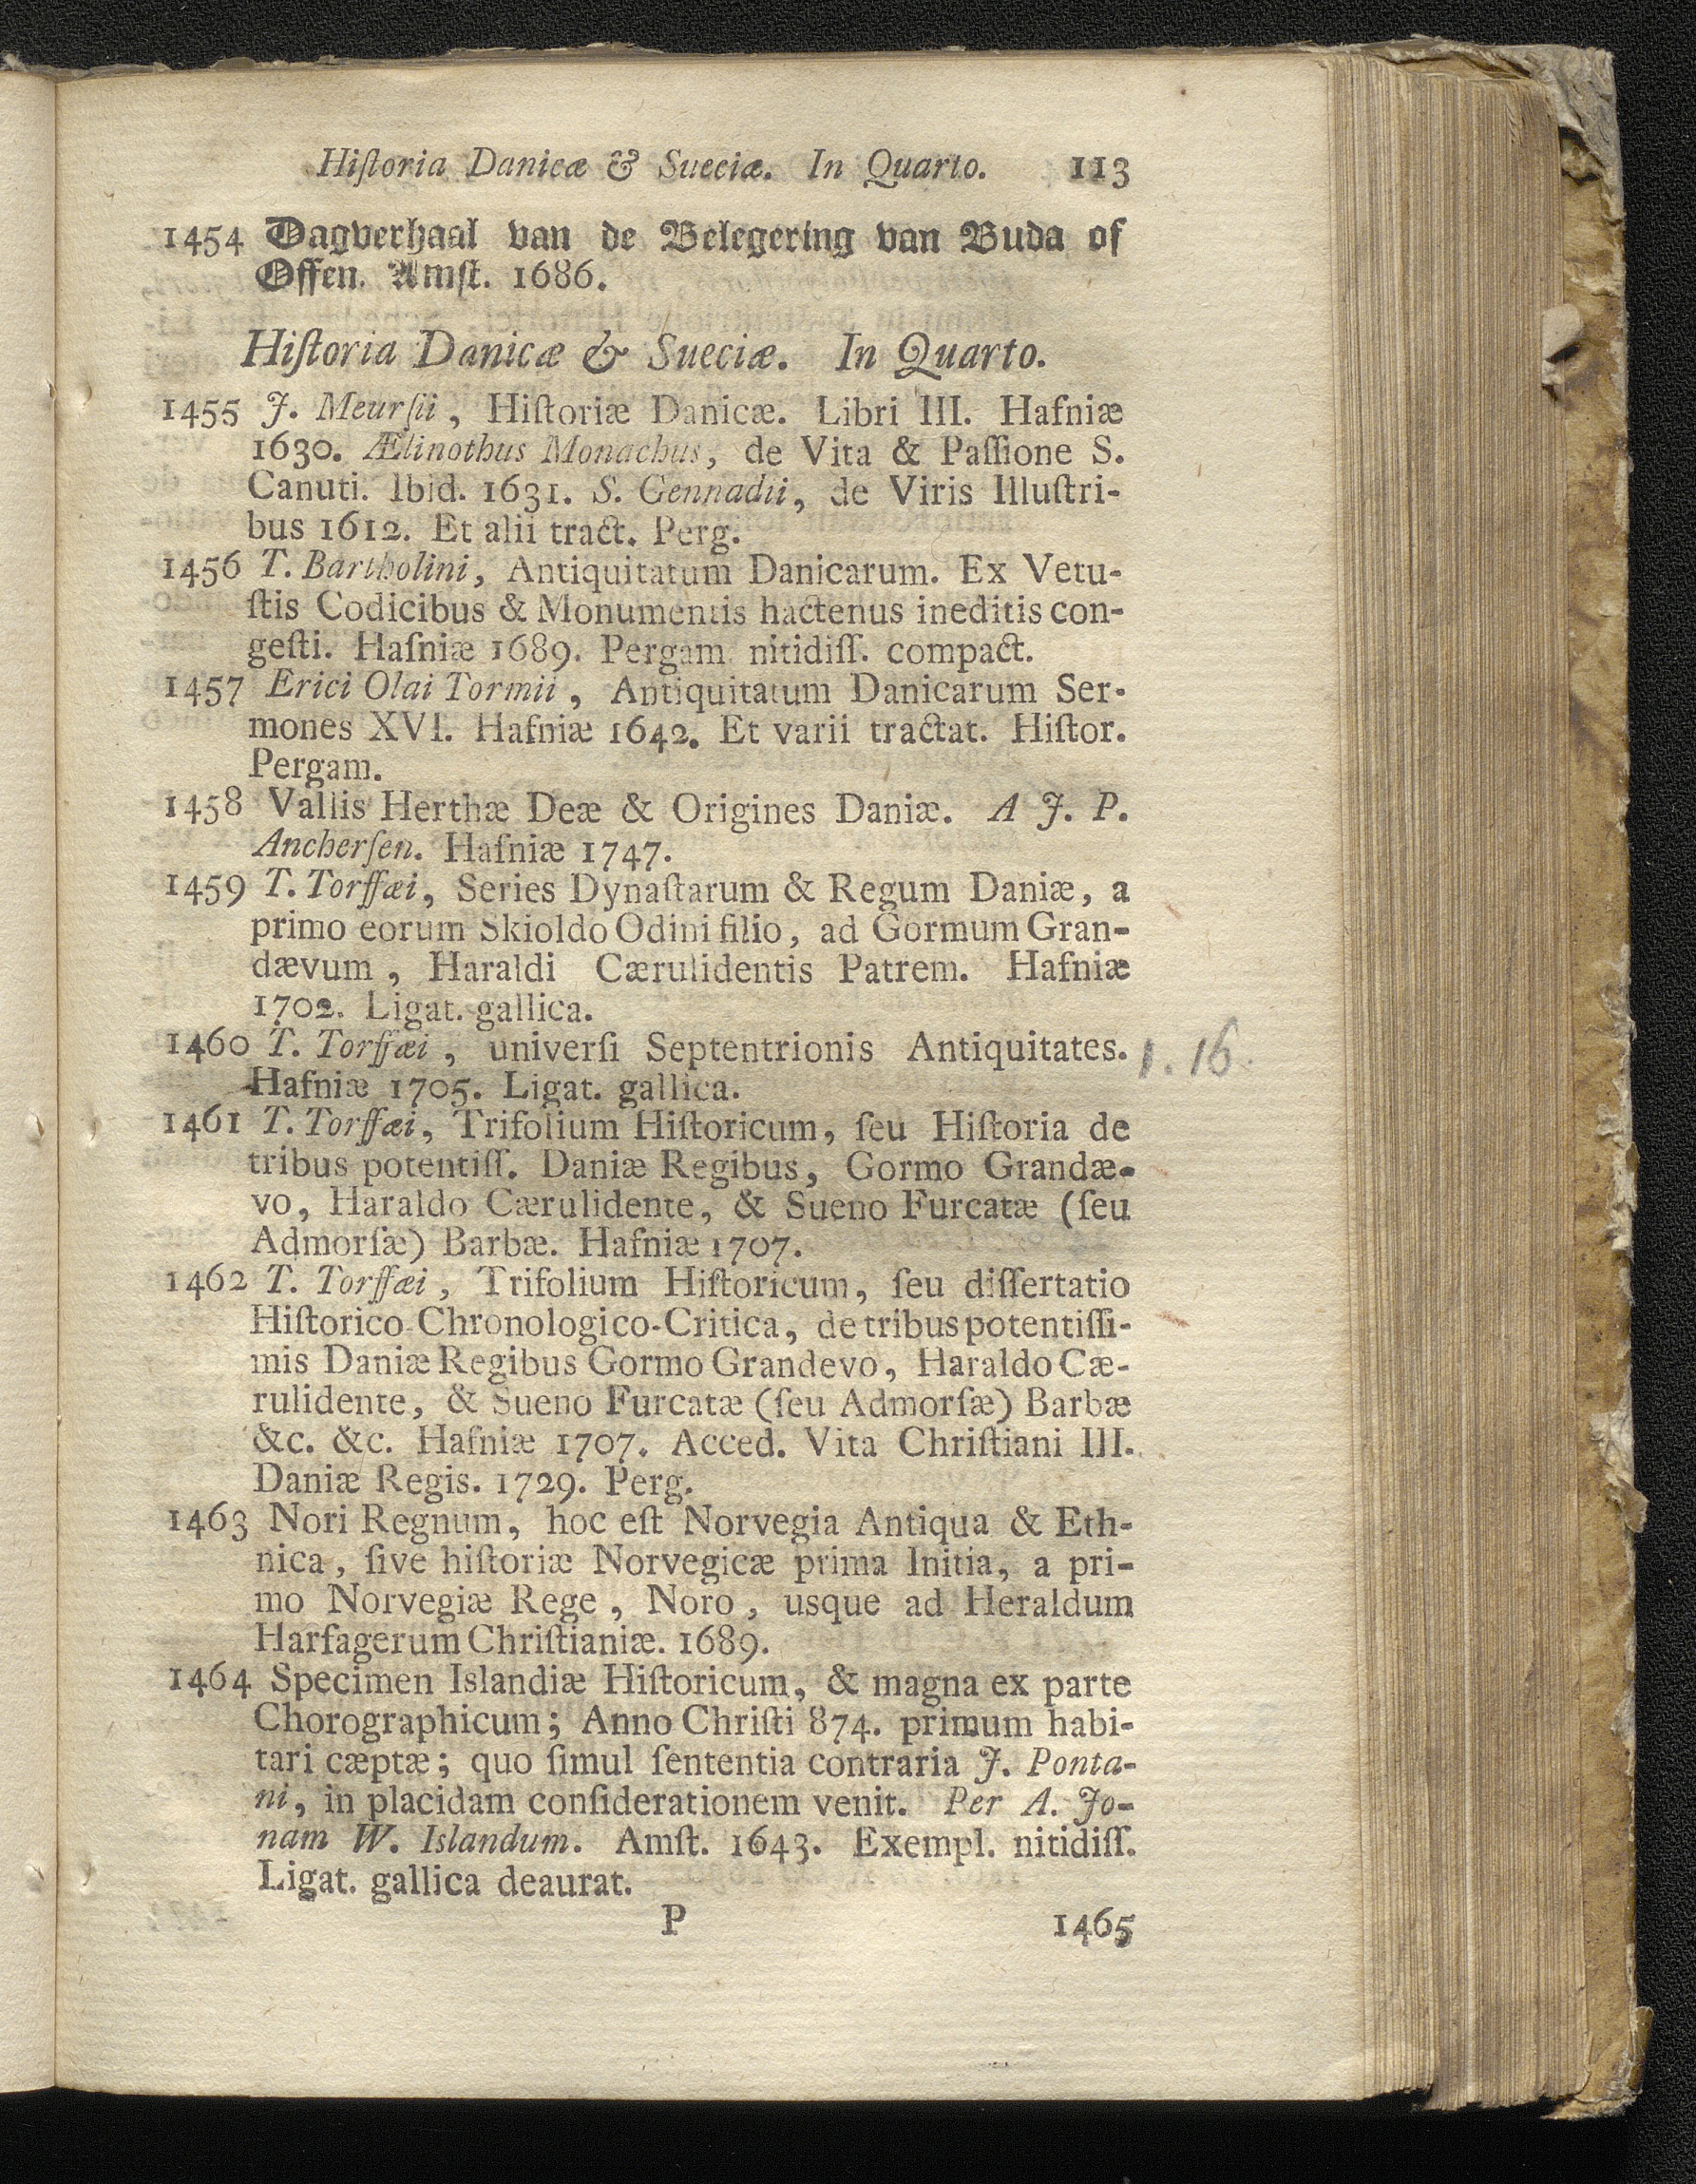 Hiſtoria Danicæ & Sueciæ. In Quarto. 113
1454 Dagverhaal van de Belegering van Buda of
Offen. Amſt. 1686.
Hiſtoria Danicæ & Sueciæ. In Quarto.
1455 J. Meurſii, Hiſtoriæ Danicæ. Libri III. Hafniæ
1630. Ælinothus Monachus, de Vita & Paſſione S.
Canuti. Ibid. 1631. S. Gennadii, de Viris Illuſtri-
bus 1612. Et alii tract. Perg.
1456 T. Bartholini, Antiquitatum Danicarum. Ex Vetu-
ſtis Codicibus & Monumentis hactenus ineditis con-
geſti. Hafniæ 1689. Pergam. nitidiſſ. compact.
1457 Erici Olai Tormii, Antiquitatum Danicarum Ser-
mones XVI. Hafniæ 1642. Et varii tractat. Hiſtor.
Pergam.
1458 Vallis Herthæ Deæ & Origines Daniæ. A J. P.
Ancherſen. Hafniæ 1747.
1459 T. Torffæi, Series Dynaſtarum & Regum Daniæ, a
primo eorum Skioldo Odini filio, ad Gormum Gran-
dævum, Haraldi Cærulidentis Patrem. Hafniæ
1702. Ligat. gallica.
1460 T. Torffæi, univerſi Septentrionis Antiquitates. 1. 16.
Hafniæ 1705. Ligat. gallica.
1461 T. Torffæi, Trifolium Hiſtoricum, ſeu Hiſtoria de
tribus potentiſſ. Daniæ Regibus, Gormo Grandæ-
vo, Haraldo Cærulidente, & Sueno Furcatæ (ſeu
Admorſæ) Barbæ. Hafniæ 1707.
1462 T. Torffæi, Trifolium Hiſtoricum, ſeu diſſertatio
Hiſtorico-Chronologico-Critica, de tribus potentiſſi-
mis Daniæ Regibus Gormo Grandevo, Haraldo Cæ-
rulidente, & Sueno Furcatæ (ſeu Admorſæ) Barbæ
&c. &c. Hafniæ 1707. Acced. Vita Chriſtiani III.
Daniæ Regis. 1729. Perg.
1463 Nori Regnum, hoc eſt Norvegia Antiqua & Eth-
nica, ſive hiſtoriæ Norvegicæ prima Initia, a pri-
mo Norvegiæ Rege, Noro, usque ad Heraldum
Harfagerum Chriſtianiæ. 1689.
1464 Specimen Islandiæ Hiſtoricum, & magna ex parte
Chorographicum; Anno Chriſti 874. primum habi-
tari cæptæ; quo ſimul ſententia contraria J. Ponta-
ni, in placidam conſiderationem venit. Per A. Jo-
nam W. Islandum. Amſt. 1643. Exempl. nitidiſſ.
Ligat. gallica deaurat.
P 1465